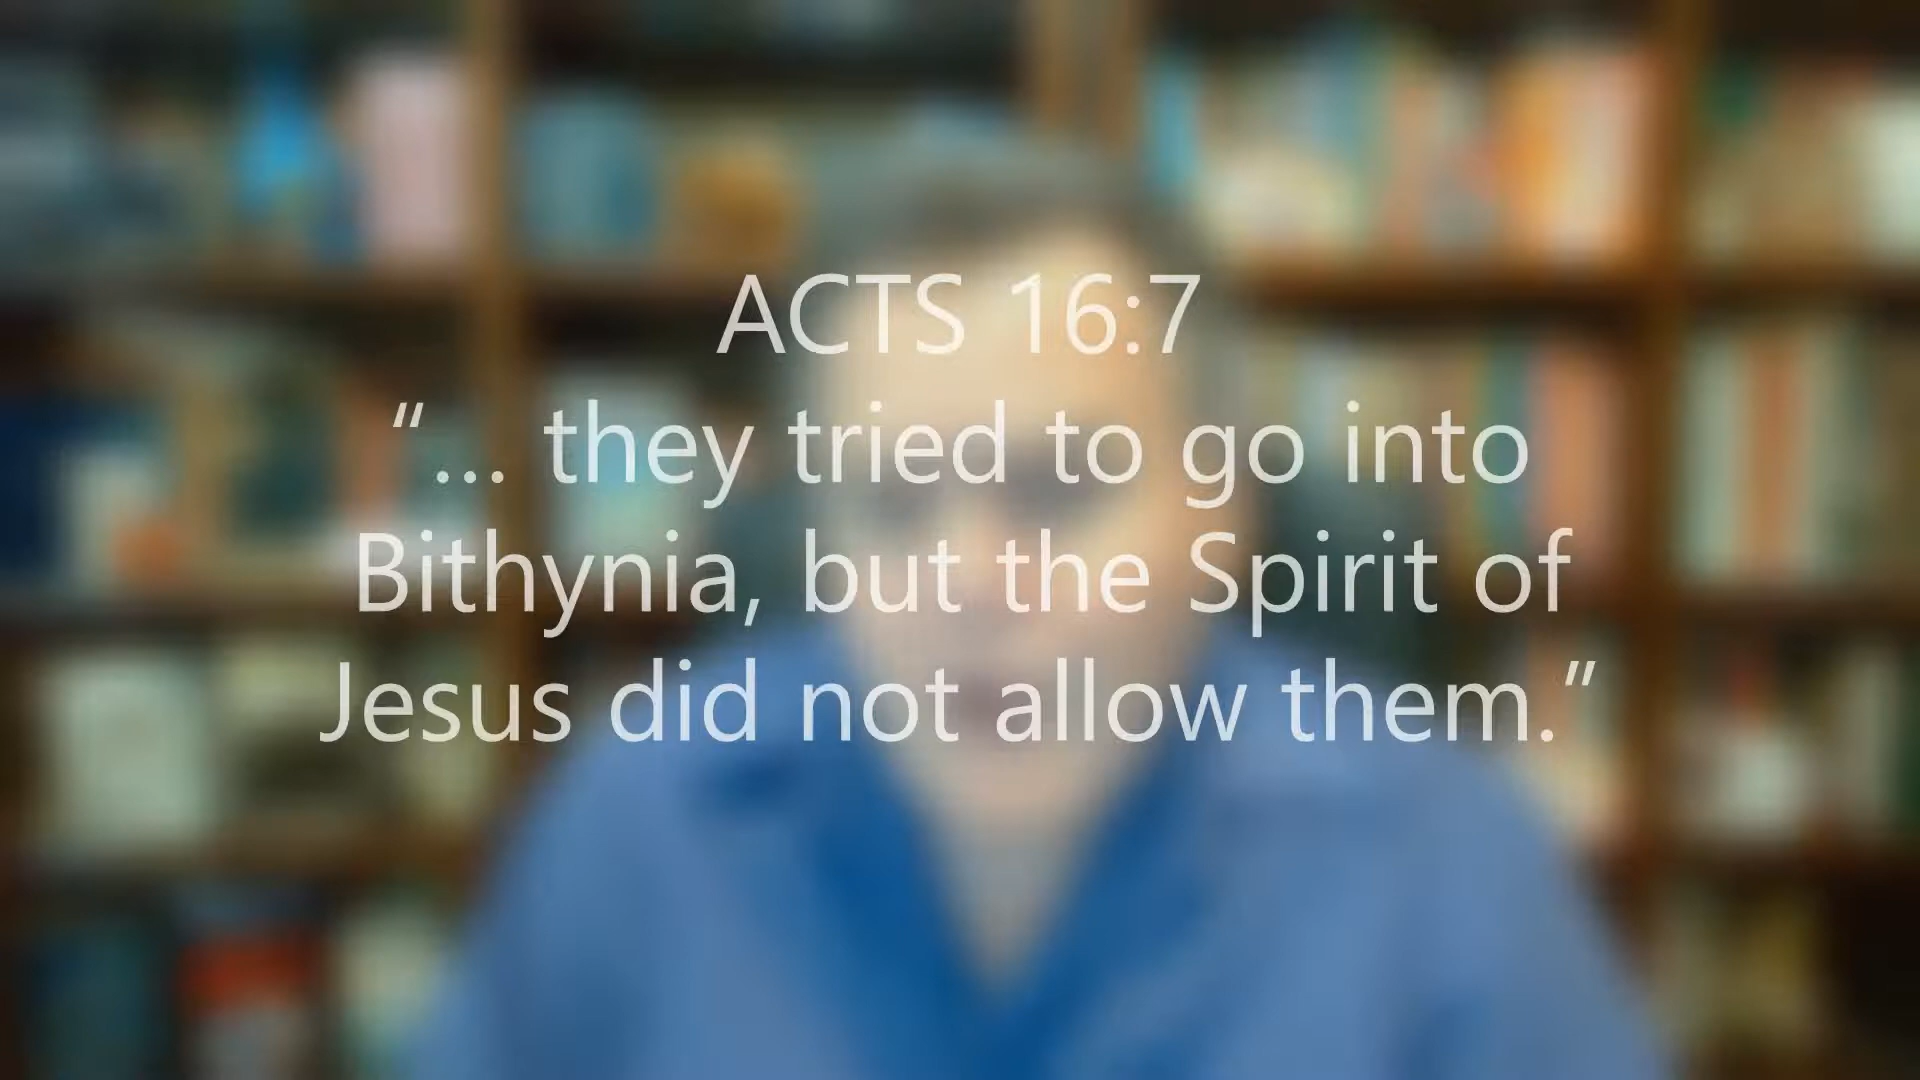 ACTS 16:7
“... they tried to go into
Bithynia, but the Spirit of
Jesus did not allow them.”